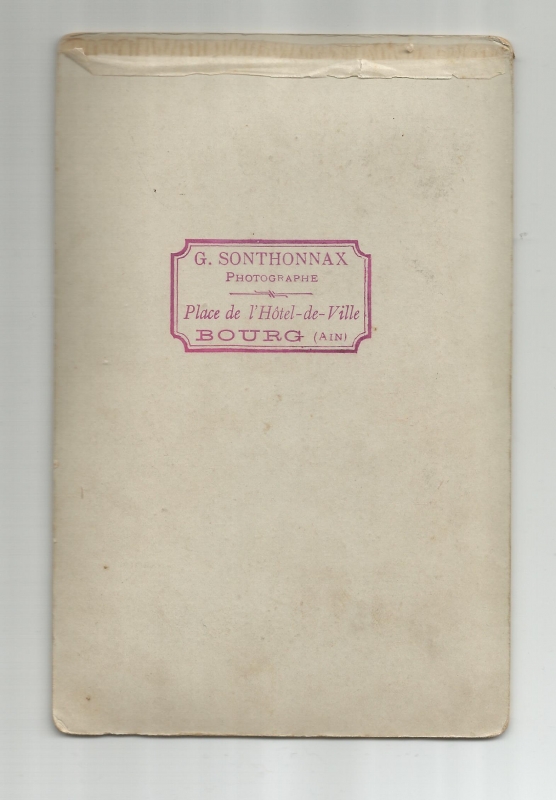 G. SONTHONNAX
PHOTOGRAPHE
Place de l'Hôtel-de-Ville
BOURG (AIN)